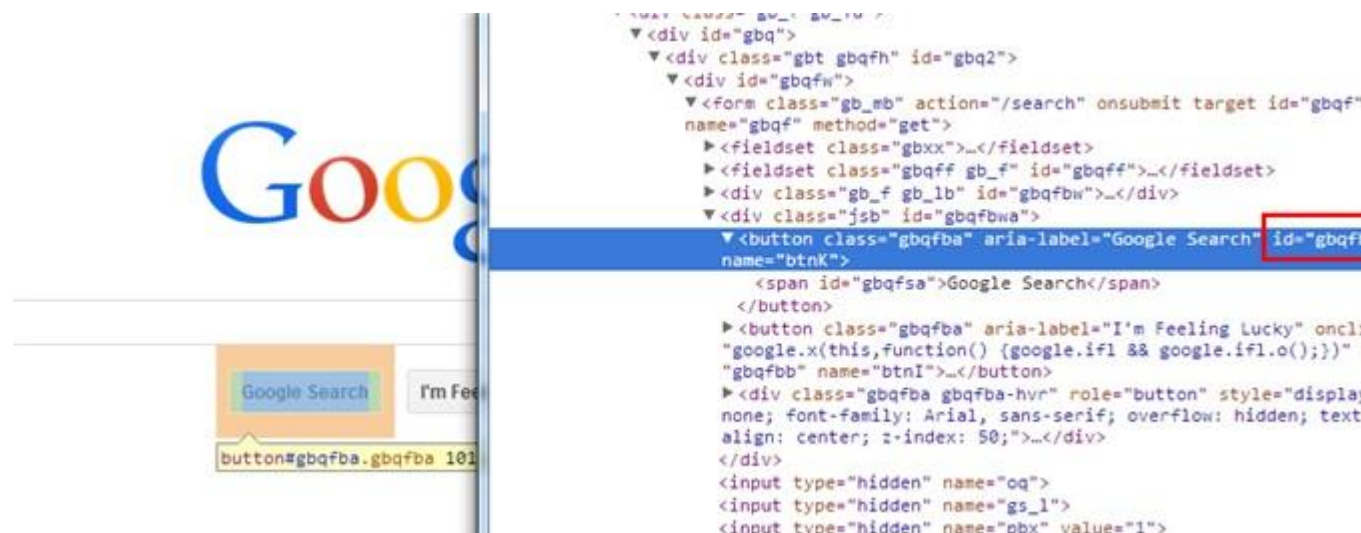 Goog
Google Search
I'm Fee
button#gbqfba.gbqfba 101
▼<div id="gbq">
▼<div class="gbt gbqfh" id="gbq2">
▼<div id="gbqfw">
▼<form class="gb_mb" action="/search" onsubmit target id="gbqf"
name="gbqf" method="get">
▶<fieldset class="gbxx">…</fieldset>
▶<fieldset class="gbqff gb_f" id="gbqff">…</fieldset>
▶<div class="gb_f gb_lb" id="gbqfbw">…</div>
▼<div class="jsb" id="gbqfbwa">
▼<button class="gbqfba" aria-label="Google Search" id="gbqfb
name="btnK">
<span id="gbqfsa">Google Search</span>
</button>
▶<button class="gbqfba" aria-label="I'm Feeling Lucky" oncli
"google.x(this,function() {google.ifl && google.ifl.o();})"
"gbqfbb" name="btnI">…</button>
▶<div class="gbqfba gbqfba-hvr" role="button" style="display
none; font-family: Arial, sans-serif; overflow: hidden; text
align: center; z-index: 50;">…</div>
</div>
<input type="hidden" name="oq">
<input type="hidden" name="gs_l">
<input type="hidden" name="pbx" value="1">